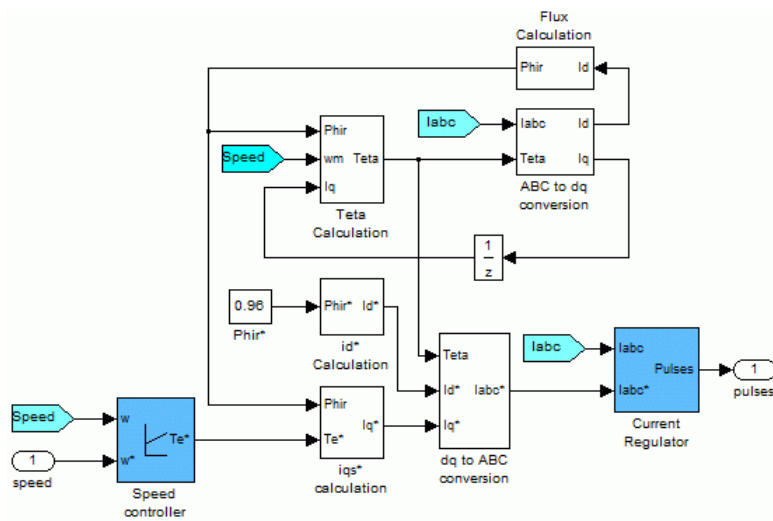 Flux
Calculation
Phir Id
Iabc
Iabc Id
Teta Iq
ABC to dq
conversion
Phir
Speed
wm Teta
Iq
Teta
Calculation
1
z
0.96
Phir*
Phir* Id*
id*
Calculation
Teta
Id* Iabc*
Iq*
dq to ABC
conversion
Iabc
Iabc
Pulses
Iabc*
Current
Regulator
1
pulses
Phir
Iq*
Te*
iqs*
calculation
Speed
w
Te*
w*
1
speed
Speed
controller